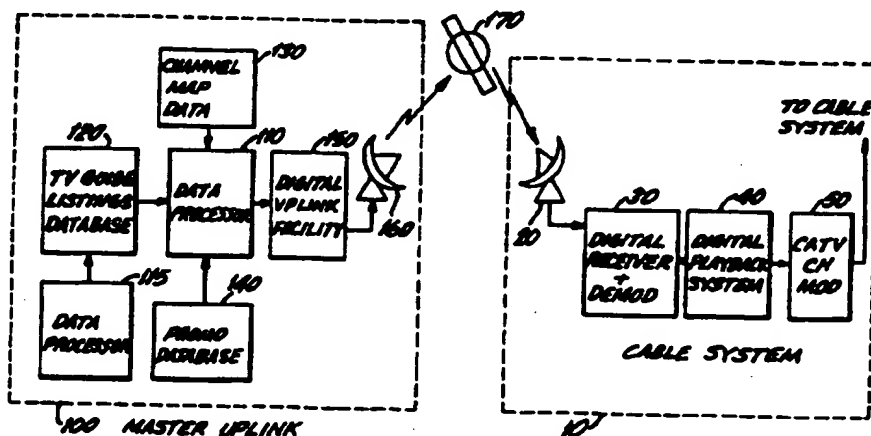 130
CHANNEL
MAP
DATA
120
TV GUIDE
LISTINGS
DATABASE
110
DATA
PROCESSOR
150
DIGITAL
UPLINK
FACILITY
160
115
DATA
PROCESSOR
140
PROMO
DATABASE
100 MASTER UPLINK
170
TO CABLE
SYSTEM
20
30
DIGITAL
RECEIVER
+
DEMOD
40
DIGITAL
PLAYBACK
SYSTEM
50
CATV
CH
MOD
CABLE SYSTEM
10